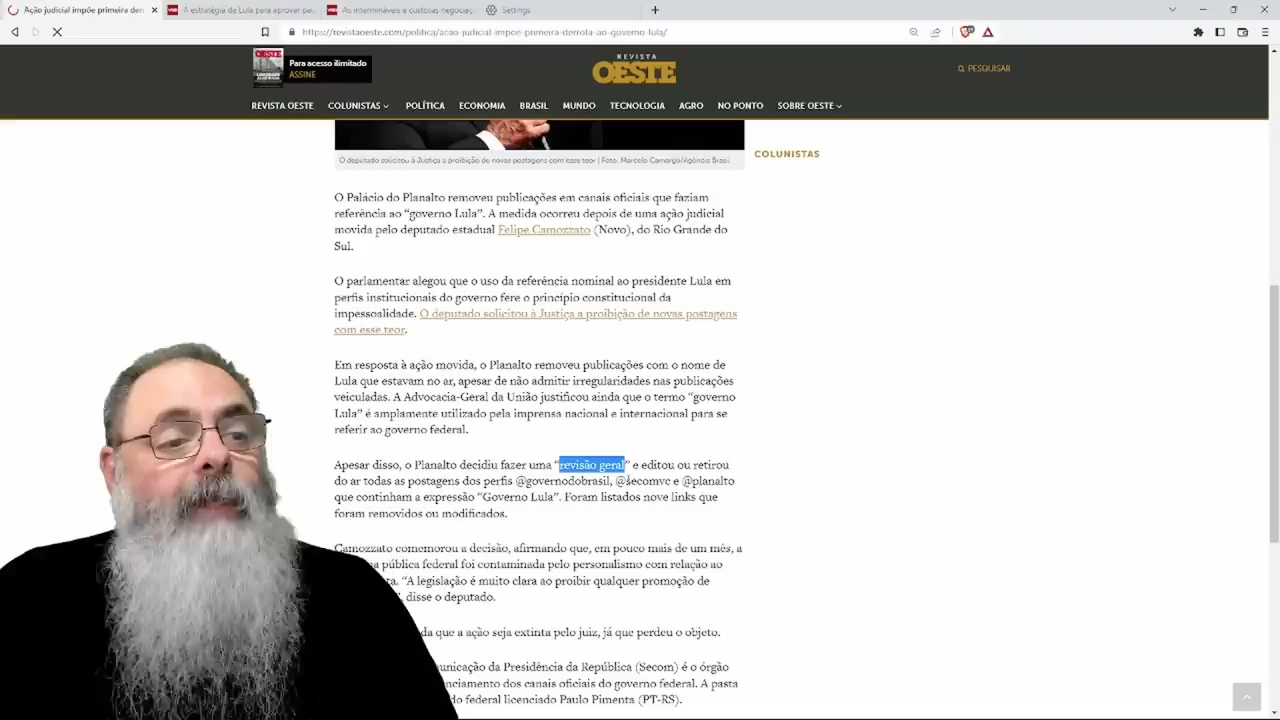 Ação judicial impõe primeira der
A estratégia de Lula para aprovar pau
As intermináveis e custosas negociaç
Settings
https://revistaoeste.com/politica/acao-judicial-impoe-primeira-derrota-ao-governo-lula/
OESTE
Para acesso ilimitado
ASSINE
REVISTA
OESTE
PESQUISAR
REVISTA OESTE COLUNISTAS POLÍTICA ECONOMIA BRASIL MUNDO TECNOLOGIA AGRO NO PONTO SOBRE OESTE
O deputado solicitou à Justiça a proibição de novas postagens com esse teor | Foto: Marcelo Camargo/Agência Brasil
COLUNISTAS
O Palácio do Planalto removeu publicações em canais oficiais que faziam
referência ao “governo Lula”. A medida ocorreu depois de uma ação judicial
movida pelo deputado estadual Felipe Camozzato (Novo), do Rio Grande do
Sul.
O parlamentar alegou que o uso da referência nominal ao presidente Lula em
perfis institucionais do governo fere o princípio constitucional da
impessoalidade. O deputado solicitou à Justiça a proibição de novas postagens
com esse teor.
Em resposta à ação movida, o Planalto removeu publicações com o nome de
Lula que estavam no ar, apesar de não admitir irregularidades nas publicações
veiculadas. A Advocacia-Geral da União justificou ainda que o termo “governo
Lula” é amplamente utilizado pela imprensa nacional e internacional para se
referir ao governo federal.
Apesar disso, o Planalto decidiu fazer uma “revisão geral” e editou ou retirou
do ar todas as postagens dos perfis @governodobrasil, @secomvc e @planalto
que continham a expressão “Governo Lula”. Foram listados nove links que
foram removidos ou modificados.
Camozzato comemorou a decisão, afirmando que, em pouco mais de um mês, a
pública federal foi contaminada pelo personalismo com relação ao
“A legislação é muito clara ao proibir qualquer promoção de
disse o deputado.
que a ação seja extinta pelo juiz, já que perdeu o objeto.
da Presidência da República (Secom) é o órgão
dos canais oficiais do governo federal. A pasta
federal licenciado Paulo Pimenta (PT-RS).